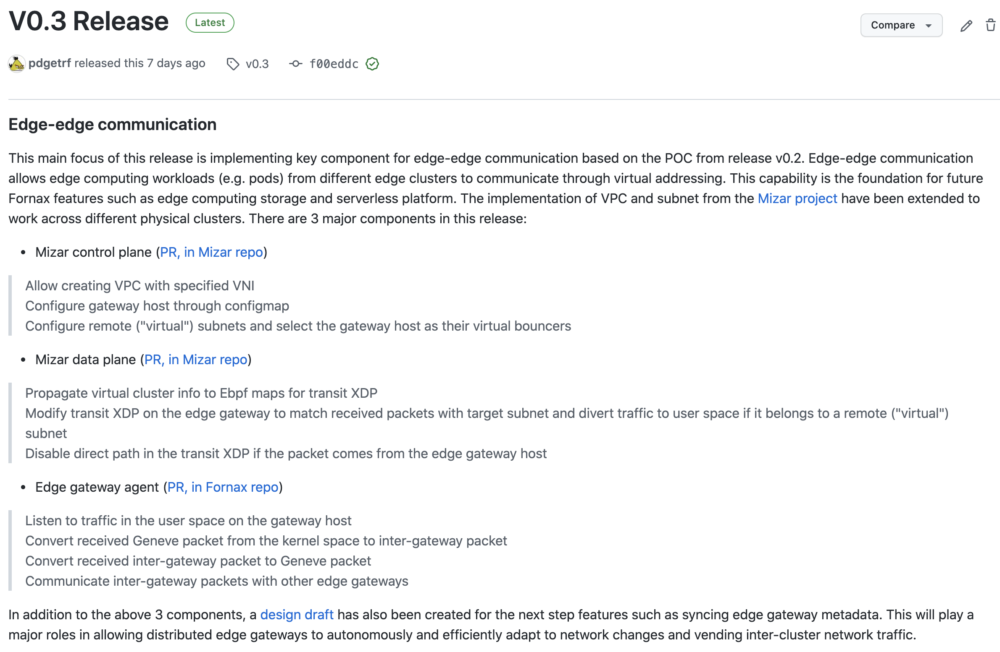 V0.3 Release Latest
Compare
pdgetrf released this 7 days ago v0.3 f00eddc
Edge-edge communication
This main focus of this release is implementing key component for edge-edge communication based on the POC from release v0.2. Edge-edge communication
allows edge computing workloads (e.g. pods) from different edge clusters to communicate through virtual addressing. This capability is the foundation for future
Fornax features such as edge computing storage and serverless platform. The implementation of VPC and subnet from the Mizar project have been extended to
work across different physical clusters. There are 3 major components in this release:
• Mizar control plane (PR, in Mizar repo)
Allow creating VPC with specified VNI
Configure gateway host through configmap
Configure remote ("virtual") subnets and select the gateway host as their virtual bouncers
• Mizar data plane (PR, in Mizar repo)
Propagate virtual cluster info to Ebpf maps for transit XDP
Modify transit XDP on the edge gateway to match received packets with target subnet and divert traffic to user space if it belongs to a remote ("virtual")
subnet
Disable direct path in the transit XDP if the packet comes from the edge gateway host
• Edge gateway agent (PR, in Fornax repo)
Listen to traffic in the user space on the gateway host
Convert received Geneve packet from the kernel space to inter-gateway packet
Convert received inter-gateway packet to Geneve packet
Communicate inter-gateway packets with other edge gateways
In addition to the above 3 components, a design draft has also been created for the next step features such as syncing edge gateway metadata. This will play a
major roles in allowing distributed edge gateways to autonomously and efficiently adapt to network changes and vending inter-cluster network traffic.